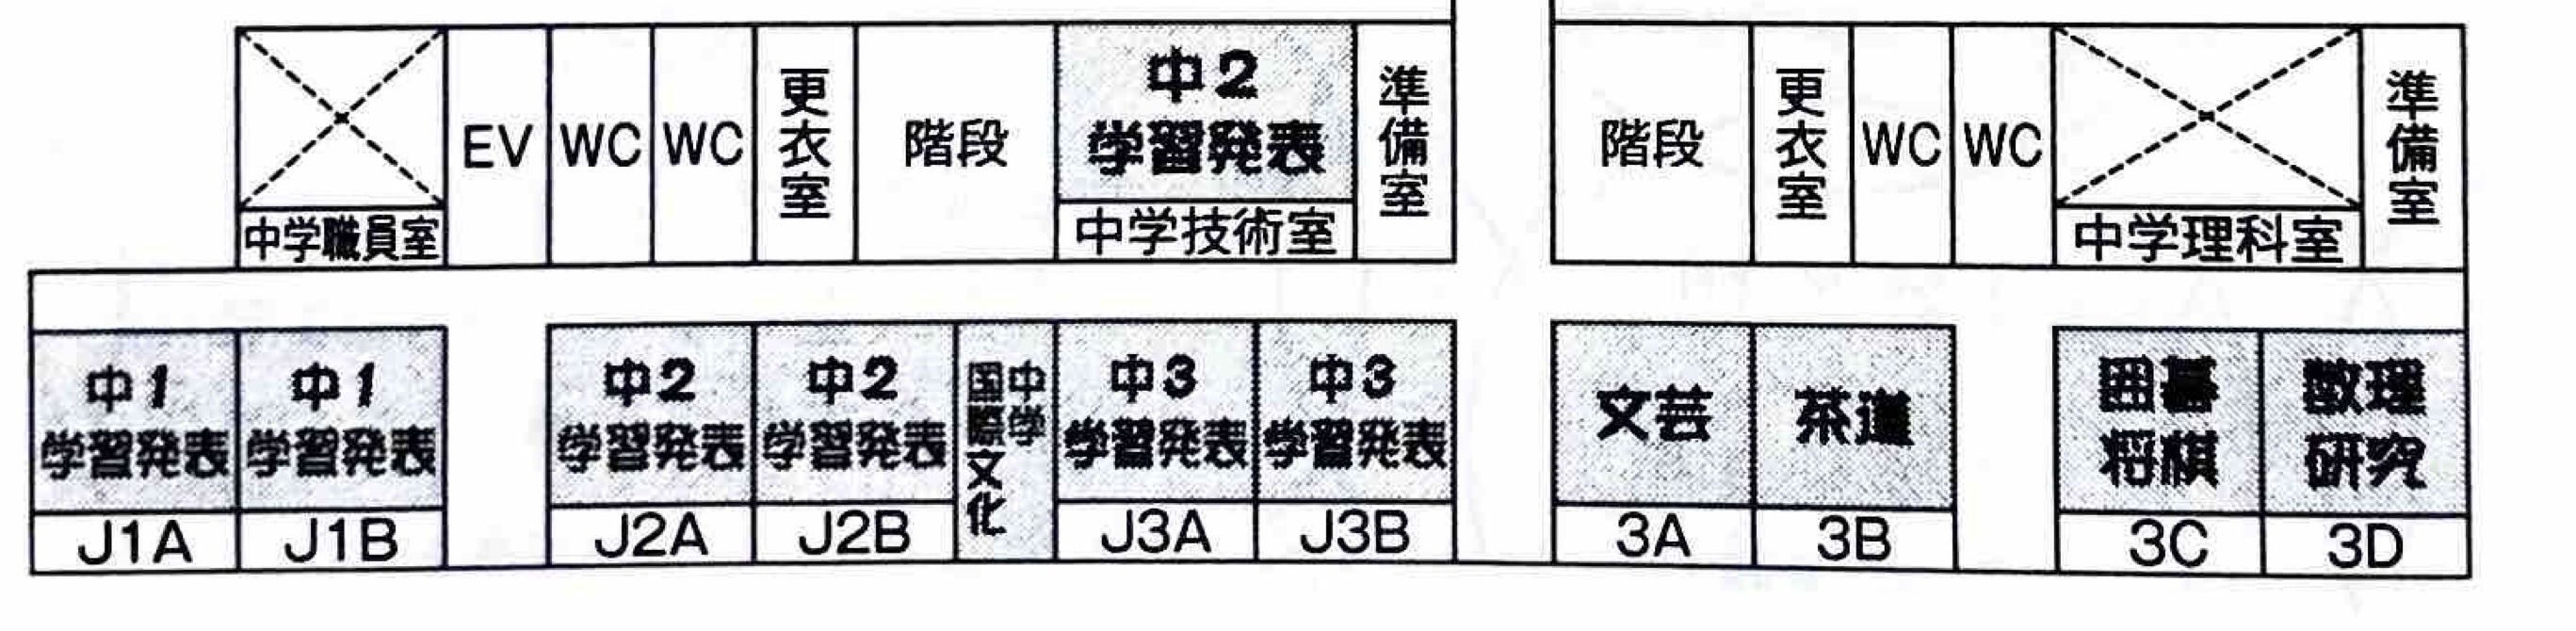 中学職員室
EV
WC
WC
更衣室
階段
中2
学習発表
中学技術室
準備室
階段
更衣室
WC
WC
中学理科室
準備室
中1
学習発表
J1A
中1
学習発表
J1B
中2
学習発表
J2A
中2
学習発表
J2B
中学
国際文化
中3
学習発表
J3A
中3
学習発表
J3B
文芸
3A
茶道
3B
囲碁
将棋
3C
数理
研究
3D